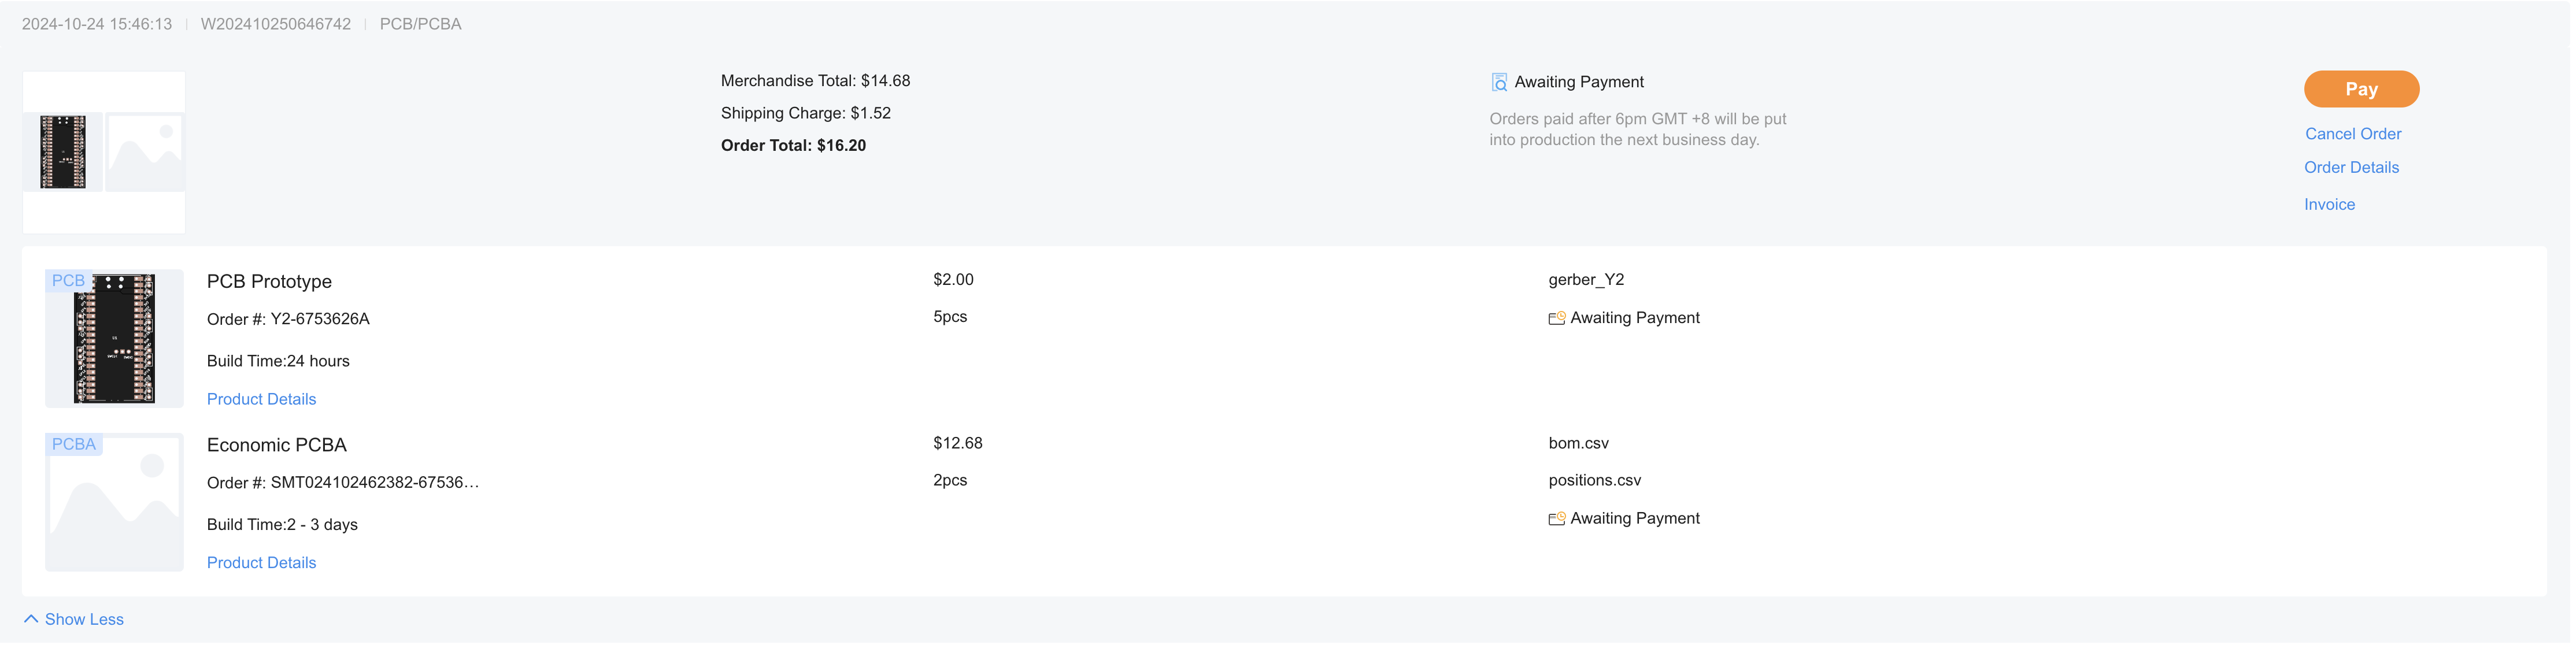 2024-10-24 15:46:13 | W202410250646742 | PCB/PCBA
Merchandise Total: $14.68
Shipping Charge: $1.52
Order Total: $16.20
Awaiting Payment
Orders paid after 6pm GMT +8 will be put
into production the next business day.
Pay
Cancel Order
Order Details
Invoice
PCB
PCB Prototype
Order #: Y2-6753626A
Build Time:24 hours
Product Details
$2.00
5pcs
gerber_Y2
Awaiting Payment
PCBA
Economic PCBA
Order #: SMT024102462382-67536…
Build Time:2 - 3 days
Product Details
$12.68
2pcs
bom.csv
positions.csv
Awaiting Payment
Show Less